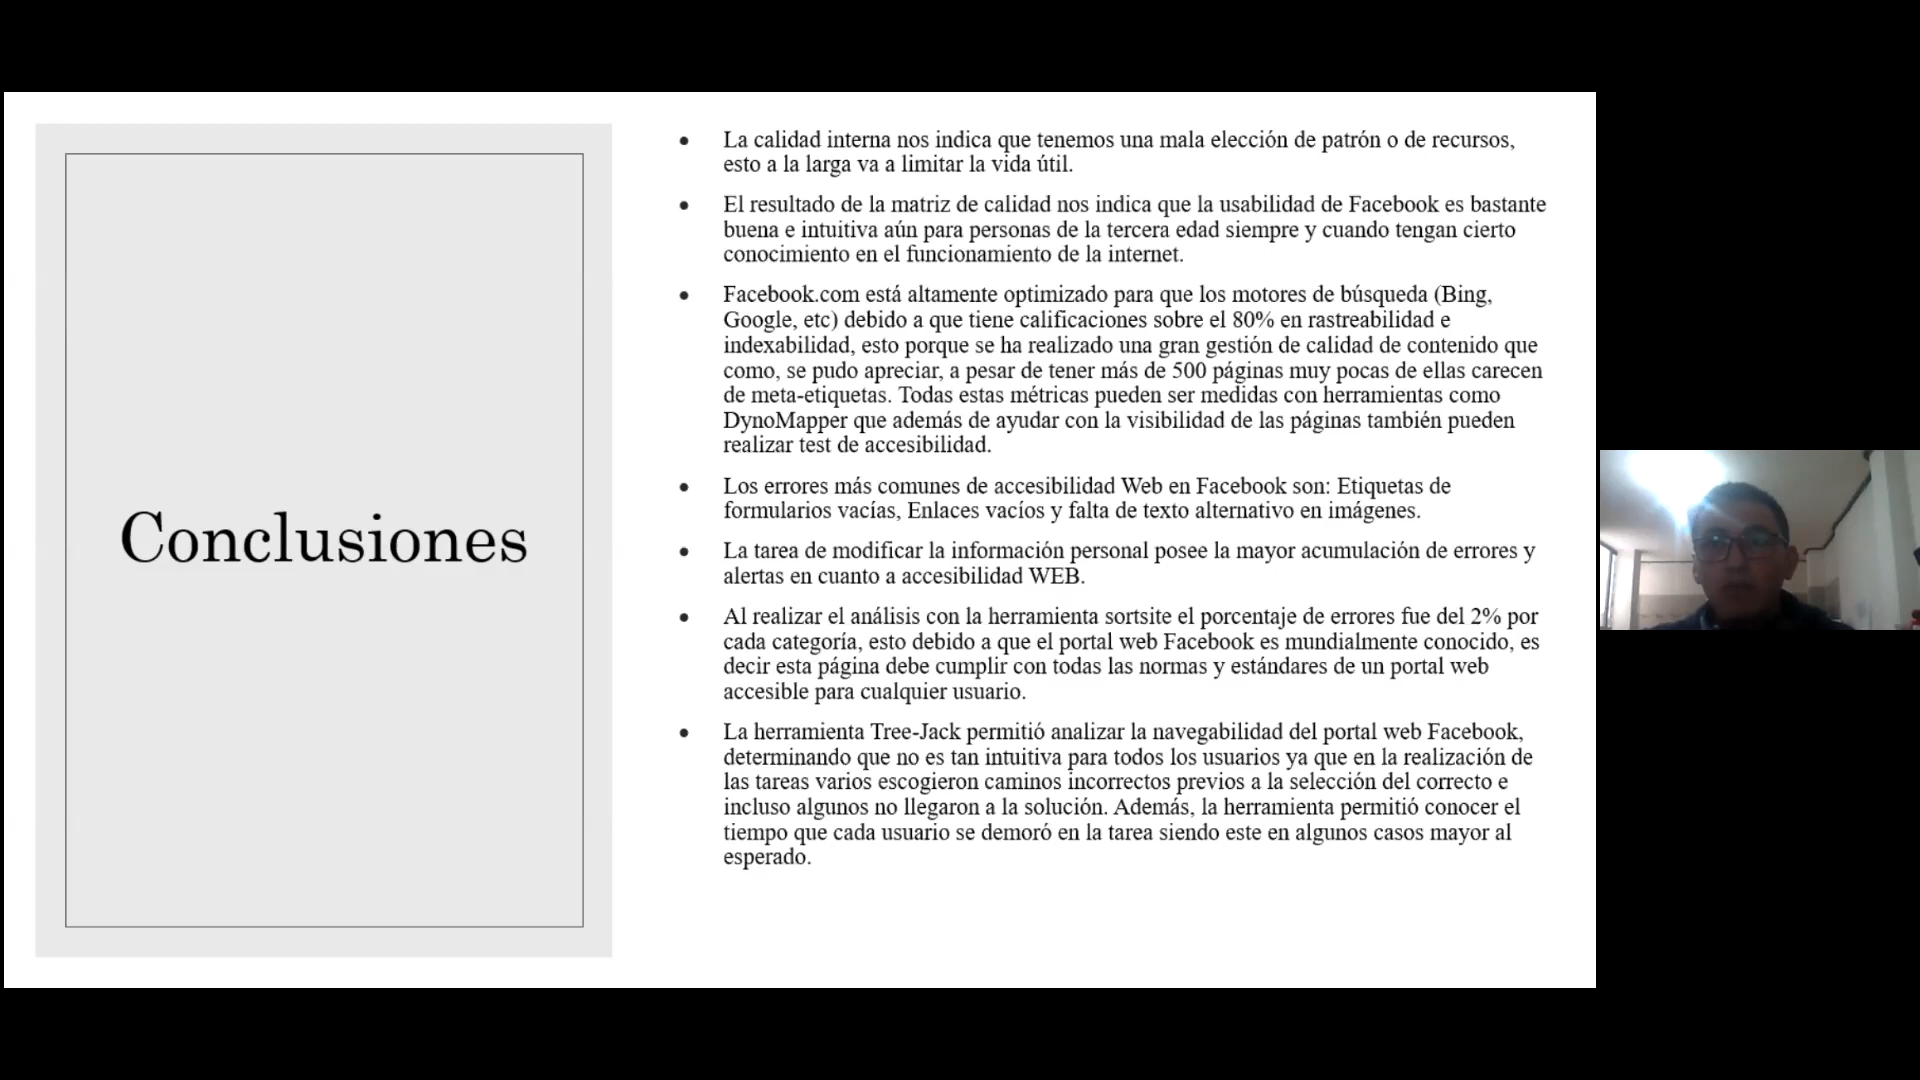 Conclusiones
• La calidad interna nos indica que tenemos una mala elección de patrón o de recursos,
esto a la larga va a limitar la vida útil.
• El resultado de la matriz de calidad nos indica que la usabilidad de Facebook es bastante
buena e intuitiva aún para personas de la tercera edad siempre y cuando tengan cierto
conocimiento en el funcionamiento de la internet.
• Facebook.com está altamente optimizado para que los motores de búsqueda (Bing,
Google, etc) debido a que tiene calificaciones sobre el 80% en rastreabilidad e
indexabilidad, esto porque se ha realizado una gran gestión de calidad de contenido que
como, se pudo apreciar, a pesar de tener más de 500 páginas muy pocas de ellas carecen
de meta-etiquetas. Todas estas métricas pueden ser medidas con herramientas como
DynoMapper que además de ayudar con la visibilidad de las páginas también pueden
realizar test de accesibilidad.
• Los errores más comunes de accesibilidad Web en Facebook son: Etiquetas de
formularios vacías, Enlaces vacíos y falta de texto alternativo en imágenes.
• La tarea de modificar la información personal posee la mayor acumulación de errores y
alertas en cuanto a accesibilidad WEB.
• Al realizar el análisis con la herramienta sortsite el porcentaje de errores fue del 2% por
cada categoría, esto debido a que el portal web Facebook es mundialmente conocido, es
decir esta página debe cumplir con todas las normas y estándares de un portal web
accesible para cualquier usuario.
• La herramienta Tree-Jack permitió analizar la navegabilidad del portal web Facebook,
determinando que no es tan intuitiva para todos los usuarios ya que en la realización de
las tareas varios escogieron caminos incorrectos previos a la selección del correcto e
incluso algunos no llegaron a la solución. Además, la herramienta permitió conocer el
tiempo que cada usuario se demoró en la tarea siendo este en algunos casos mayor al
esperado.